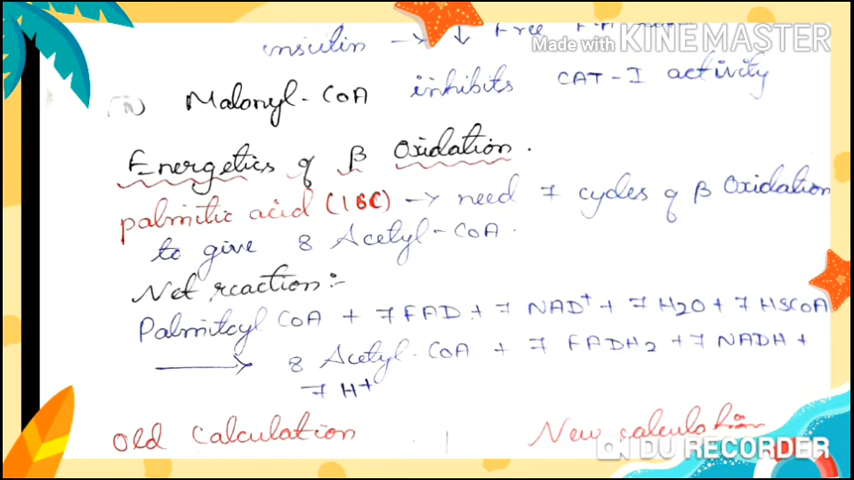 insulin → ↓ Free
Made with KINEMASTER
(ii) Malonyl-CoA inhibits CAT-I activity
Energetics of β Oxidation.
palmitic acid (16C) → need 7 cycles of β Oxidation
to give 8 Acetyl-CoA.
Net reaction:-
Palmitoyl CoA + 7 FAD + 7 NAD+ + 7 H2O + 7 HSCoA
→ 8 Acetyl-CoA + 7 FADH2 + 7 NADH +
7 H+
Old calculation New calculation
DU RECORDER